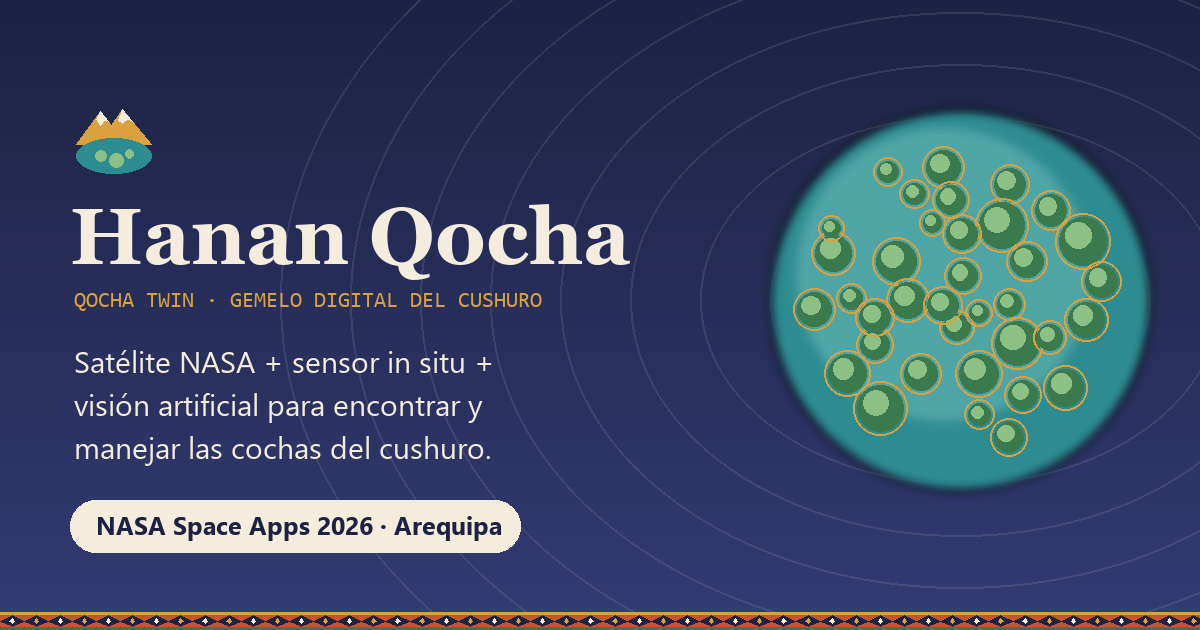 Hanan Qocha
QOCHA TWIN · GEMELO DIGITAL DEL CUSHURO
Satélite NASA + sensor in situ +
visión artificial para encontrar y
manejar las cochas del cushuro.
NASA Space Apps 2026 · Arequipa